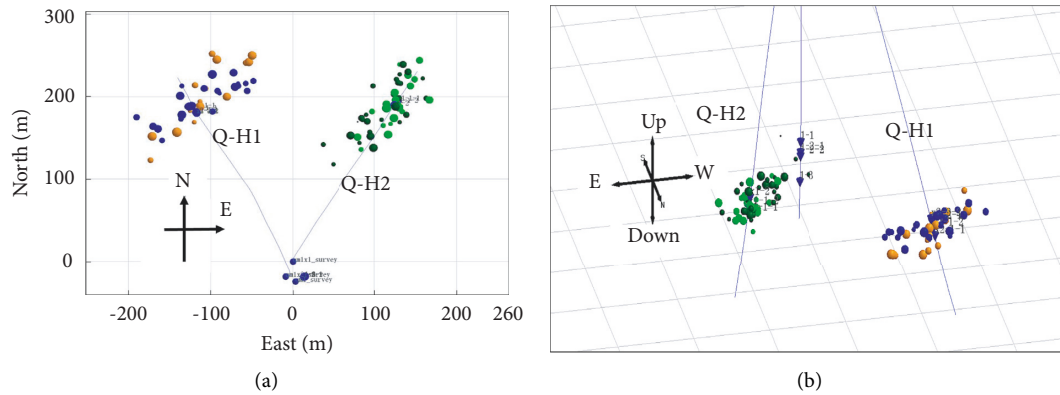 300
200
100
0
North (m)
Q-H1
Q-H2
N
E
mix1_survey
-200
-100
0
100
200
260
East (m)
(a)
Q-H2
Q-H1
Up
S
E
W
N
Down
1-1
(b)